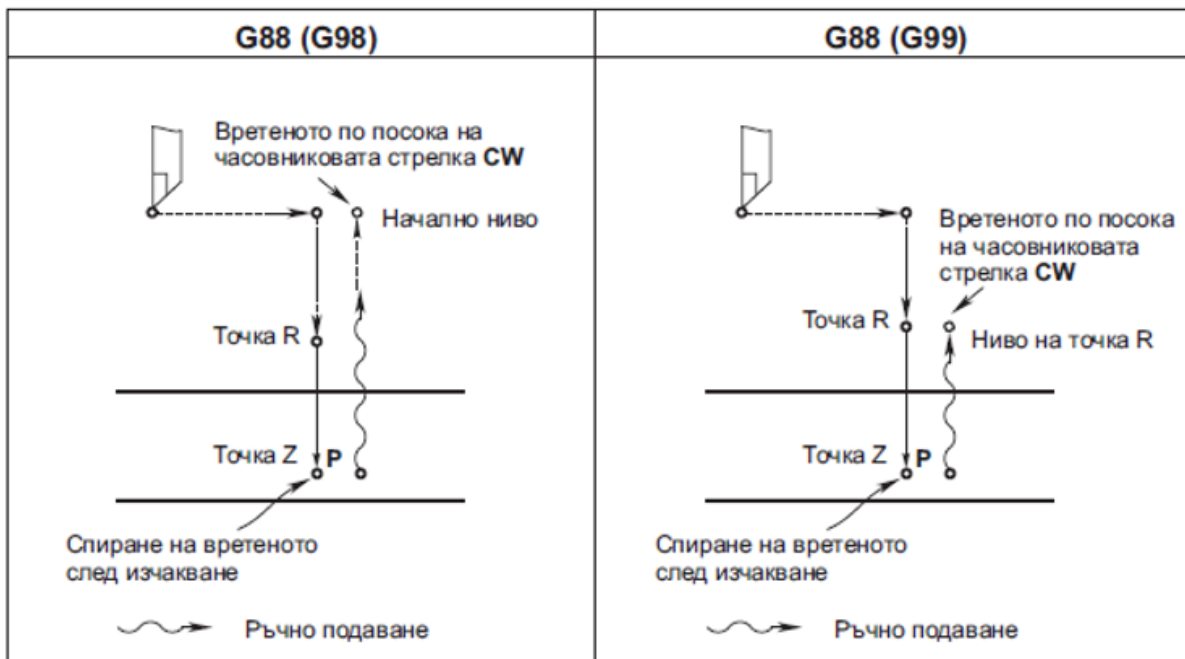 G88 (G98)
Вретеното по посока на
часовниковата стрелка CW
Начално ниво
Точка R
Точка Z P
Спиране на вретеното
след изчакване
Ръчно подаване
G88 (G99)
Вретеното по посока
на часовниковата
стрелка CW
Точка R
Ниво на точка R
Точка Z P
Спиране на вретеното
след изчакване
Ръчно подаване